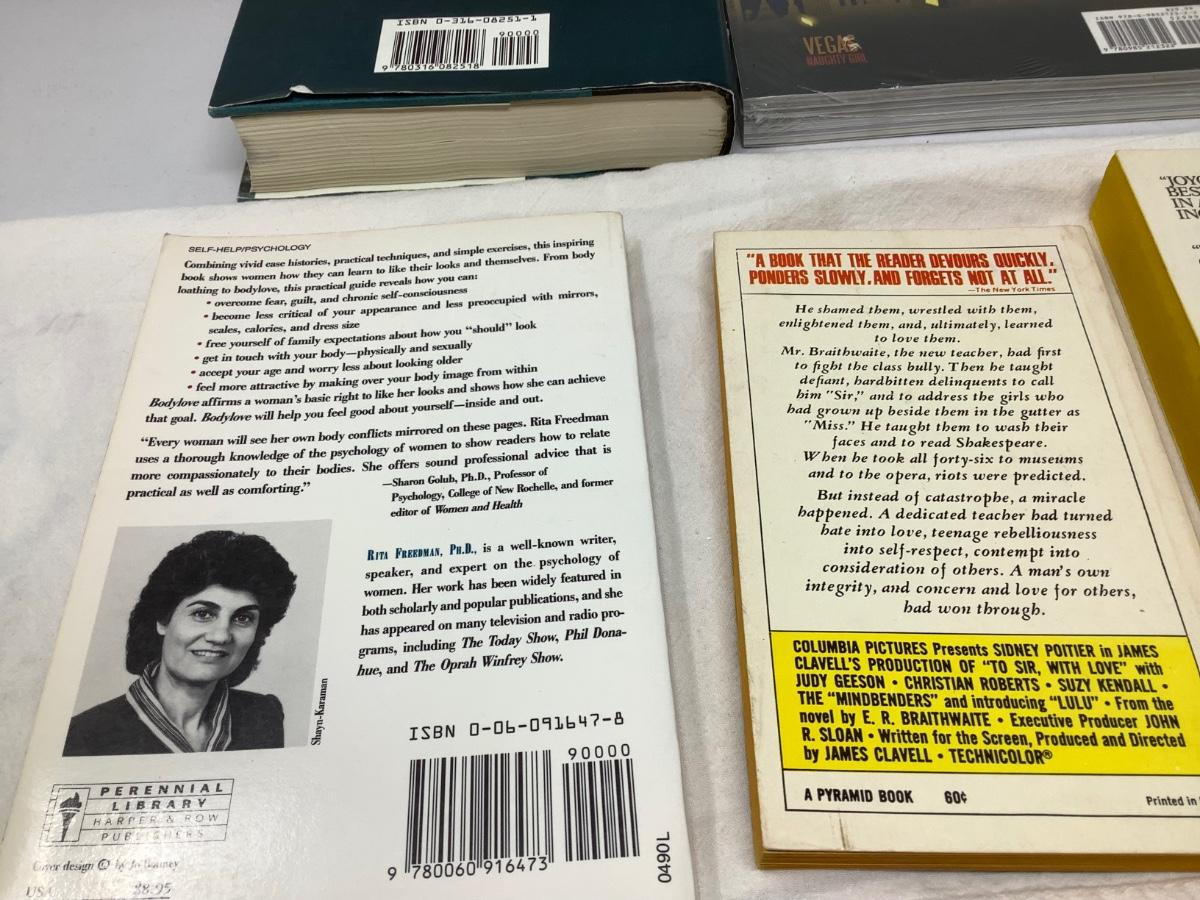 ISBN 0-316-08251-1
90000
9 780316 082518
VEGAS
NAUGHTY GIRL
SELF-HELP/PSYCHOLOGY
Combining vivid case histories, practical techniques, and simple exercises, this inspiring
book shows women how they can learn to like their looks and themselves. From body
loathing to bodylove, this practical guide reveals how you can:
• overcome fear, guilt, and chronic self-consciousness
• become less critical of your appearance and less preoccupied with mirrors,
scales, calories, and dress size
• free yourself of family expectations about how you “should” look
• get in touch with your body—physically and sexually
• accept your age and worry less about looking older
• feel more attractive by making over your body image from within
Bodylove affirms a woman's basic right to like her looks and shows how she can achieve
that goal. Bodylove will help you feel good about yourself—inside and out.
“Every woman will see her own body conflicts mirrored on these pages. Rita Freedman
uses a thorough knowledge of the psychology of women to show readers how to relate
more compassionately to their bodies. She offers sound professional advice that is
practical as well as comforting.”
—Sharon Golub, Ph.D., Professor of
Psychology, College of New Rochelle, and former
editor of Women and Health
RITA FREEDMAN, PH.D., is a well-known writer,
speaker, and expert on the psychology of
women. Her work has been widely featured in
both scholarly and popular publications, and she
has appeared on many television and radio pro-
grams, including The Today Show, Phil Dona-
hue, and The Oprah Winfrey Show.
Shayn-Karaman
ISBN 0-06-091647-8
90000
9 780060 916473
0490L
PERENNIAL
LIBRARY
HARPER & ROW
PUBLISHERS
Cover design © by
USA $8.95
“A BOOK THAT THE READER DEVOURS QUICKLY,
PONDERS SLOWLY, AND FORGETS NOT AT ALL.”
—The New York Times
He shamed them, wrestled with them,
enlightened them, and, ultimately, learned
to love them.
Mr. Braithwaite, the new teacher, had first
to fight the class bully. Then he taught
defiant, hardbitten delinquents to call
him "Sir," and to address the girls who
had grown up beside them in the gutter as
"Miss." He taught them to wash their
faces and to read Shakespeare.
When he took all forty-six to museums
and to the opera, riots were predicted.
But instead of catastrophe, a miracle
happened. A dedicated teacher had turned
hate into love, teenage rebelliousness
into self-respect, contempt into
consideration of others. A man's own
integrity, and concern and love for others,
had won through.
COLUMBIA PICTURES Presents SIDNEY POITIER in JAMES
CLAVELL'S PRODUCTION OF “TO SIR, WITH LOVE” with
JUDY GEESON • CHRISTIAN ROBERTS • SUZY KENDALL •
THE “MINDBENDERS” and introducing “LULU” • From the
novel by E. R. BRAITHWAITE • Executive Producer JOHN
R. SLOAN • Written for the Screen, Produced and Directed
by JAMES CLAVELL • TECHNICOLOR®
A PYRAMID BOOK 60¢
Printed in
“JOYC
BES
IN A
INC